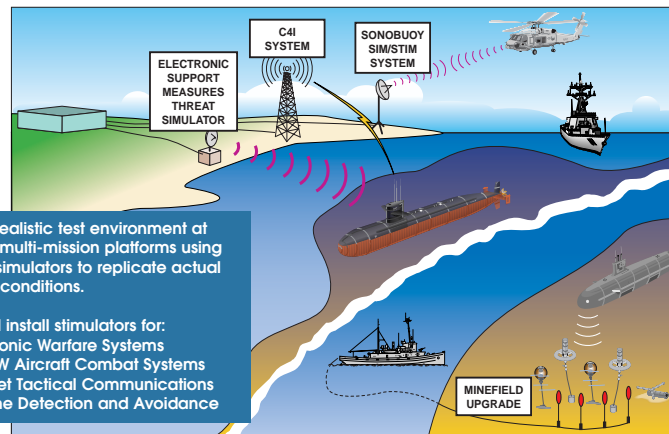 C4I
SYSTEM
SONOBUOY
SIM/STIM
SYSTEM
ELECTRONIC
SUPPORT
MEASURES
THREAT
SIMULATOR
ealistic test environment at
multi-mission platforms using
simulators to replicate actual
conditions.
install stimulators for:
onic Warfare Systems
W Aircraft Combat Systems
et Tactical Communications
ne Detection and Avoidance
MINEFIELD
UPGRADE